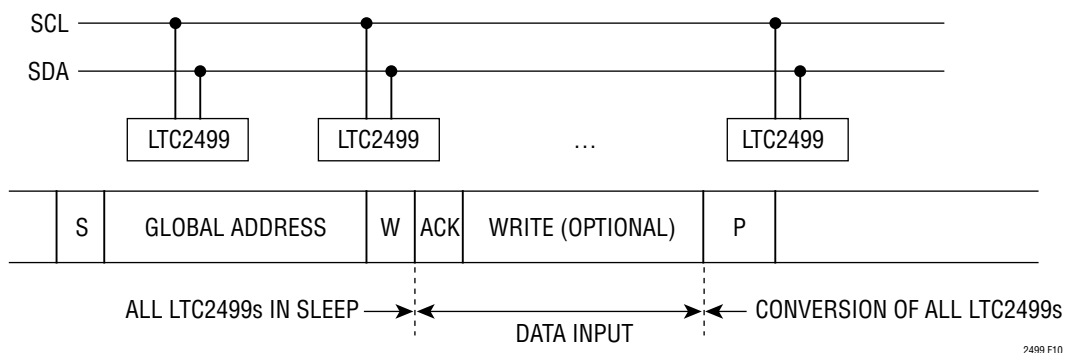 SCL
SDA
LTC2499 LTC2499 ... LTC2499
S GLOBAL ADDRESS W ACK WRITE (OPTIONAL) P
ALL LTC2499s IN SLEEP DATA INPUT CONVERSION OF ALL LTC2499s
2499 F10